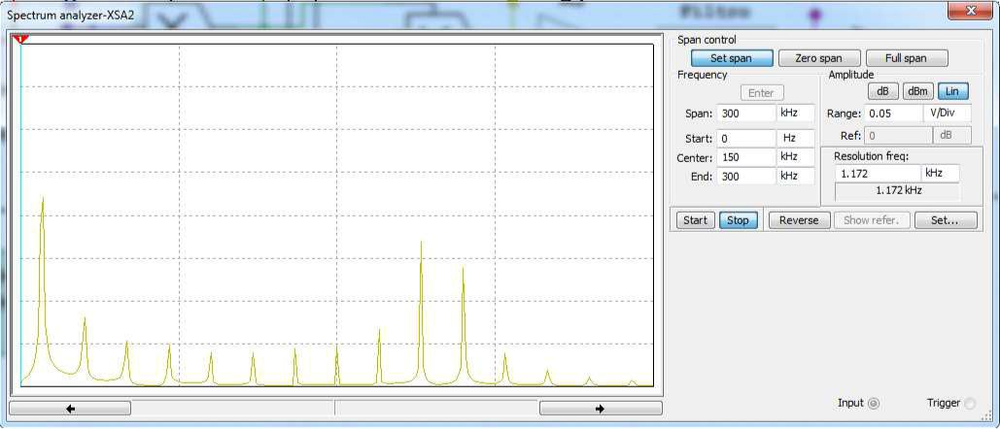 Filtru
Spectrum analyzer-XSA2
1
Span control
Set span Zero span Full span
Frequency
Enter
Span: 300 kHz
Start: 0 Hz
Center: 150 kHz
End: 300 kHz
Amplitude
dB dBm Lin
Range: 0.05 V/Div
Ref: 0 dB
Resolution freq:
1.172 kHz
1.172 kHz
Start Stop Reverse Show refer. Set...
Input Trigger